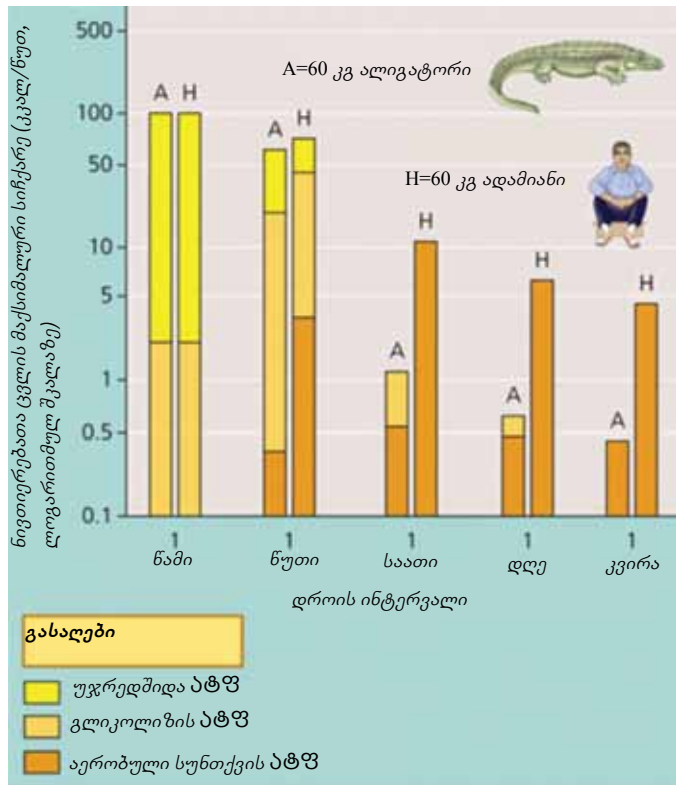 ნივთიერებათა ცვლის მაქსიმალური სიჩქარე (კკალ/წუთ,
ლოგარითმულ შკალაზე)
500
100
50
10
5
1
0.5
0.1
A=60 კგ ალიგატორი
H=60 კგ ადამიანი
A H
A H
A H
A H
A H
1 1 1 1 1
წამი წუთი საათი დღე კვირა
დროის ინტერვალი
გასაღები
უჯრედშიდა ატფ
გლიკოლიზის ატფ
აერობული სუნთქვის ატფ